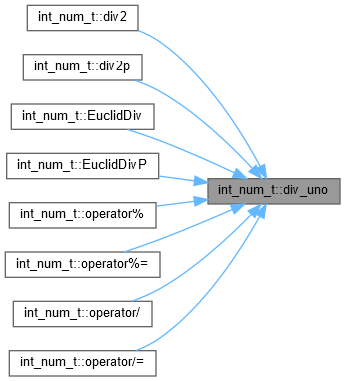 int_num_t::div2
int_num_t::div2p
int_num_t::EuclidDiv
int_num_t::EuclidDivP
int_num_t::div_uno
int_num_t::operator%
int_num_t::operator%=
int_num_t::operator/
int_num_t::operator/=